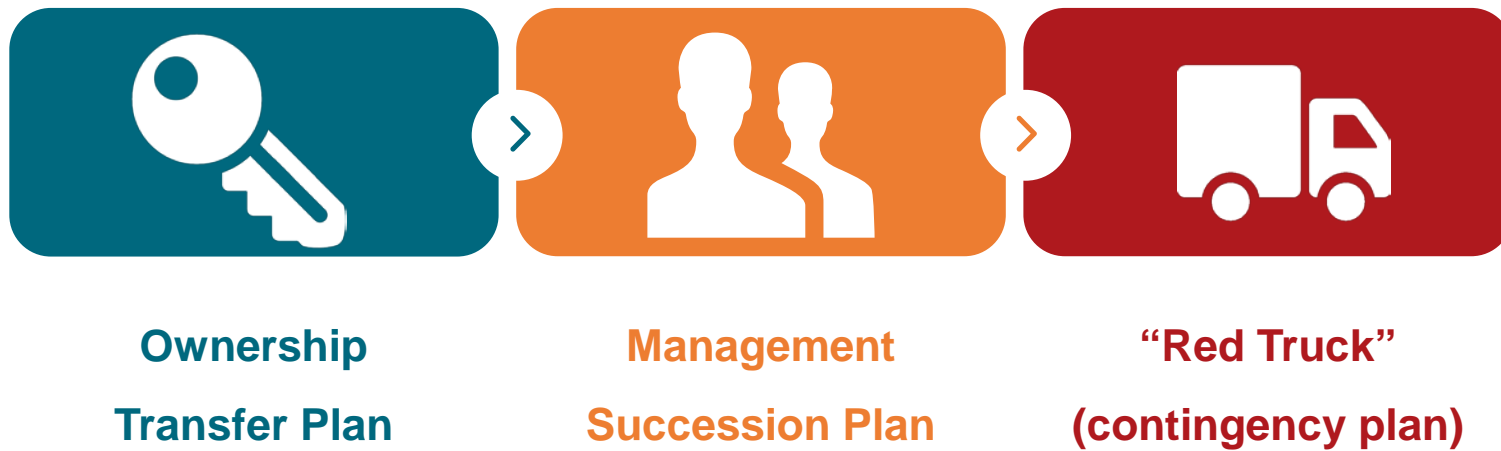 Ownership
Transfer Plan
Management
Succession Plan
“Red Truck”
(contingency plan)